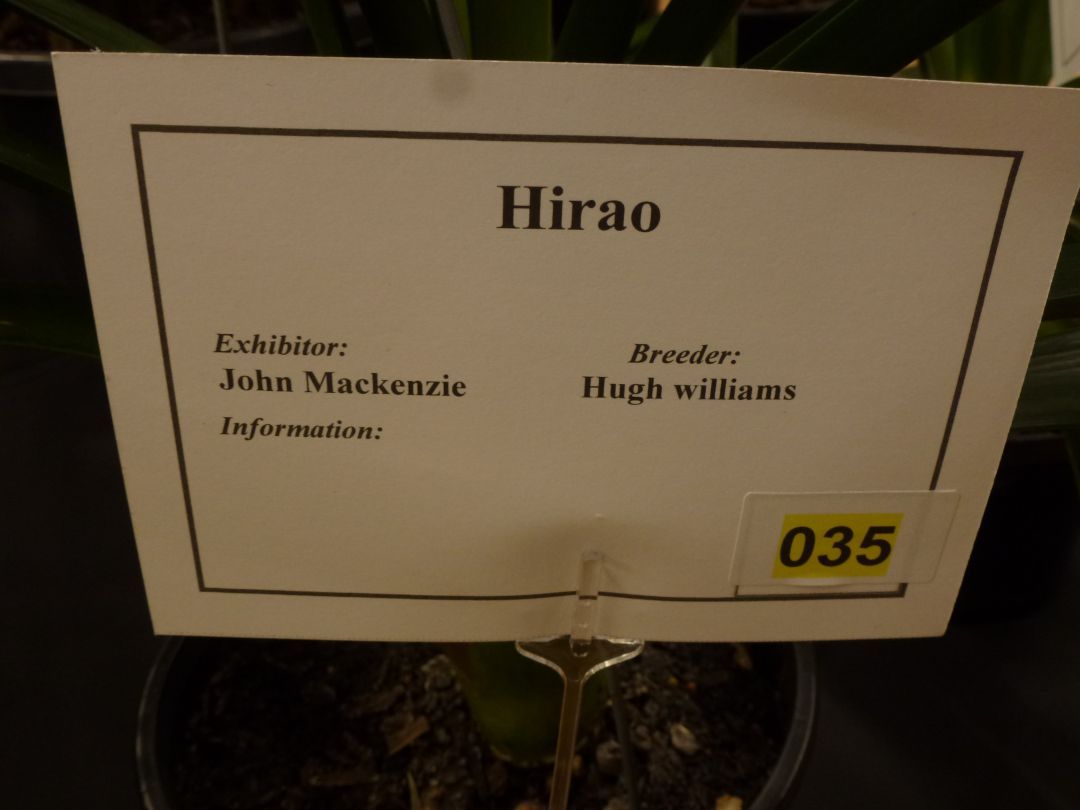 Hirao
Exhibitor:
John Mackenzie
Breeder:
Hugh williams
Information:
035